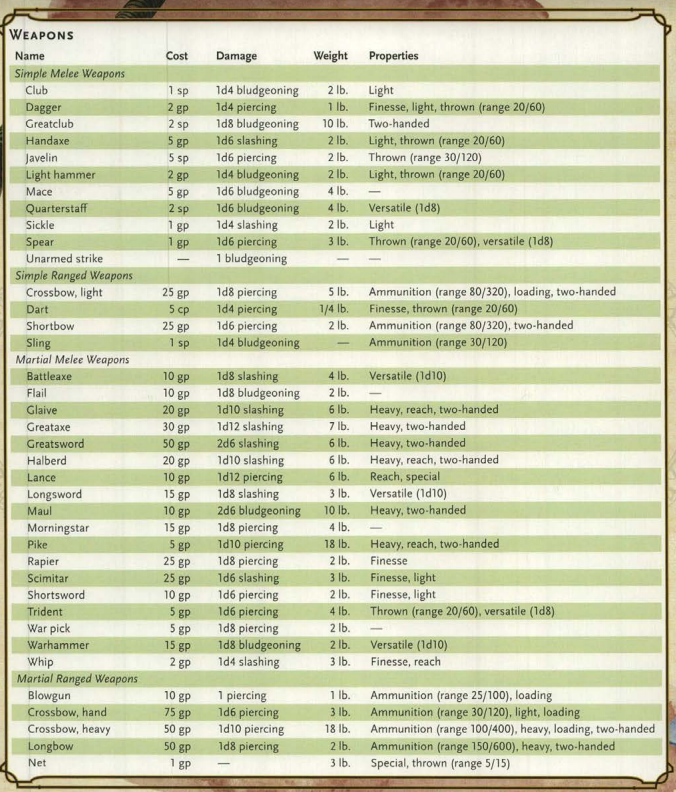 WEAPONS
Name Cost Damage Weight Properties
Simple Melee Weapons
Club 1 sp 1d4 bludgeoning 2 lb. Light
Dagger 2 gp 1d4 piercing 1 lb. Finesse, light, thrown (range 20/60)
Greatclub 2 sp 1d8 bludgeoning 10 lb. Two-handed
Handaxe 5 gp 1d6 slashing 2 lb. Light, thrown (range 20/60)
Javelin 5 sp 1d6 piercing 2 lb. Thrown (range 30/120)
Light hammer 2 gp 1d4 bludgeoning 2 lb. Light, thrown (range 20/60)
Mace 5 gp 1d6 bludgeoning 4 lb. —
Quarterstaff 2 sp 1d6 bludgeoning 4 lb. Versatile (1d8)
Sickle 1 gp 1d4 slashing 2 lb. Light
Spear 1 gp 1d6 piercing 3 lb. Thrown (range 20/60), versatile (1d8)
Unarmed strike — 1 bludgeoning — —
Simple Ranged Weapons
Crossbow, light 25 gp 1d8 piercing 5 lb. Ammunition (range 80/320), loading, two-handed
Dart 5 cp 1d4 piercing 1/4 lb. Finesse, thrown (range 20/60)
Shortbow 25 gp 1d6 piercing 2 lb. Ammunition (range 80/320), two-handed
Sling 1 sp 1d4 bludgeoning — Ammunition (range 30/120)
Martial Melee Weapons
Battleaxe 10 gp 1d8 slashing 4 lb. Versatile (1d10)
Flail 10 gp 1d8 bludgeoning 2 lb. —
Glaive 20 gp 1d10 slashing 6 lb. Heavy, reach, two-handed
Greataxe 30 gp 1d12 slashing 7 lb. Heavy, two-handed
Greatsword 50 gp 2d6 slashing 6 lb. Heavy, two-handed
Halberd 20 gp 1d10 slashing 6 lb. Heavy, reach, two-handed
Lance 10 gp 1d12 piercing 6 lb. Reach, special
Longsword 15 gp 1d8 slashing 3 lb. Versatile (1d10)
Maul 10 gp 2d6 bludgeoning 10 lb. Heavy, two-handed
Morningstar 15 gp 1d8 piercing 4 lb. —
Pike 5 gp 1d10 piercing 18 lb. Heavy, reach, two-handed
Rapier 25 gp 1d8 piercing 2 lb. Finesse
Scimitar 25 gp 1d6 slashing 3 lb. Finesse, light
Shortsword 10 gp 1d6 piercing 2 lb. Finesse, light
Trident 5 gp 1d6 piercing 4 lb. Thrown (range 20/60), versatile (1d8)
War pick 5 gp 1d8 piercing 2 lb. —
Warhammer 15 gp 1d8 bludgeoning 2 lb. Versatile (1d10)
Whip 2 gp 1d4 slashing 3 lb. Finesse, reach
Martial Ranged Weapons
Blowgun 10 gp 1 piercing 1 lb. Ammunition (range 25/100), loading
Crossbow, hand 75 gp 1d6 piercing 3 lb. Ammunition (range 30/120), light, loading
Crossbow, heavy 50 gp 1d10 piercing 18 lb. Ammunition (range 100/400), heavy, loading, two-handed
Longbow 50 gp 1d8 piercing 2 lb. Ammunition (range 150/600), heavy, two-handed
Net 1 gp — 3 lb. Special, thrown (range 5/15)